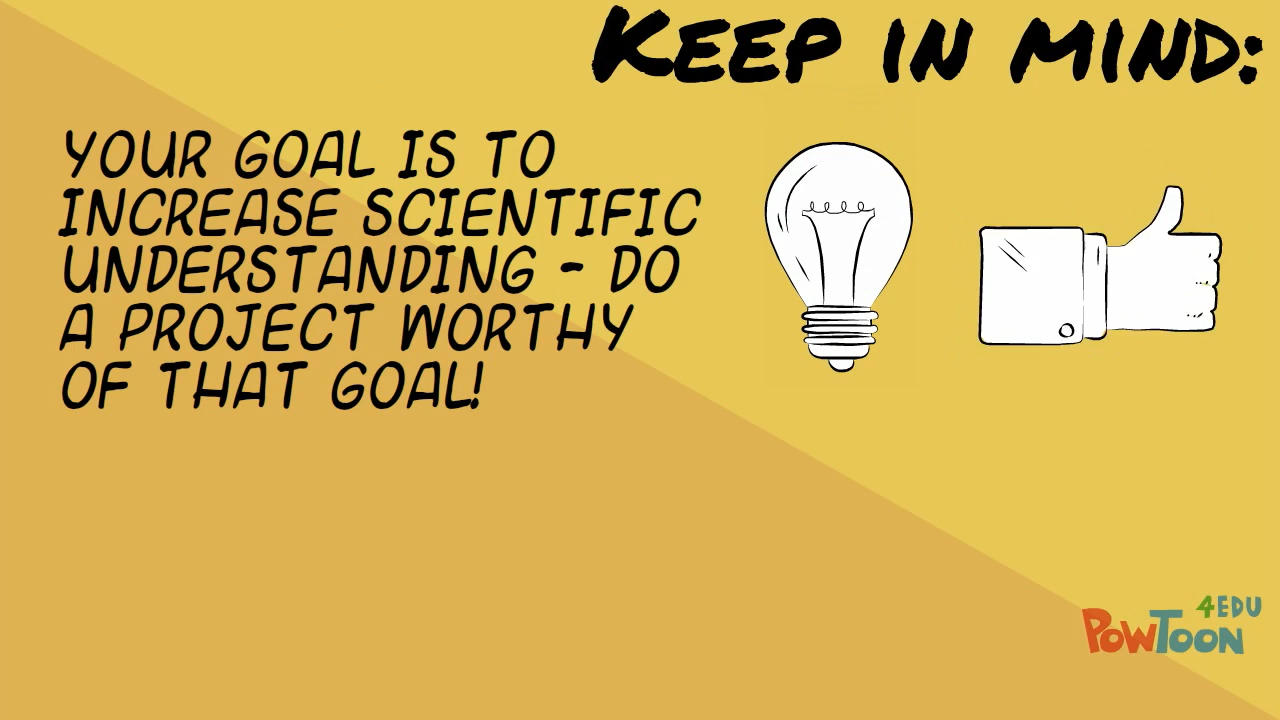 KEEP IN MIND:
YOUR GOAL IS TO
INCREASE SCIENTIFIC
UNDERSTANDING - DO
A PROJECT WORTHY
OF THAT GOAL!
4EDU
POWTOON